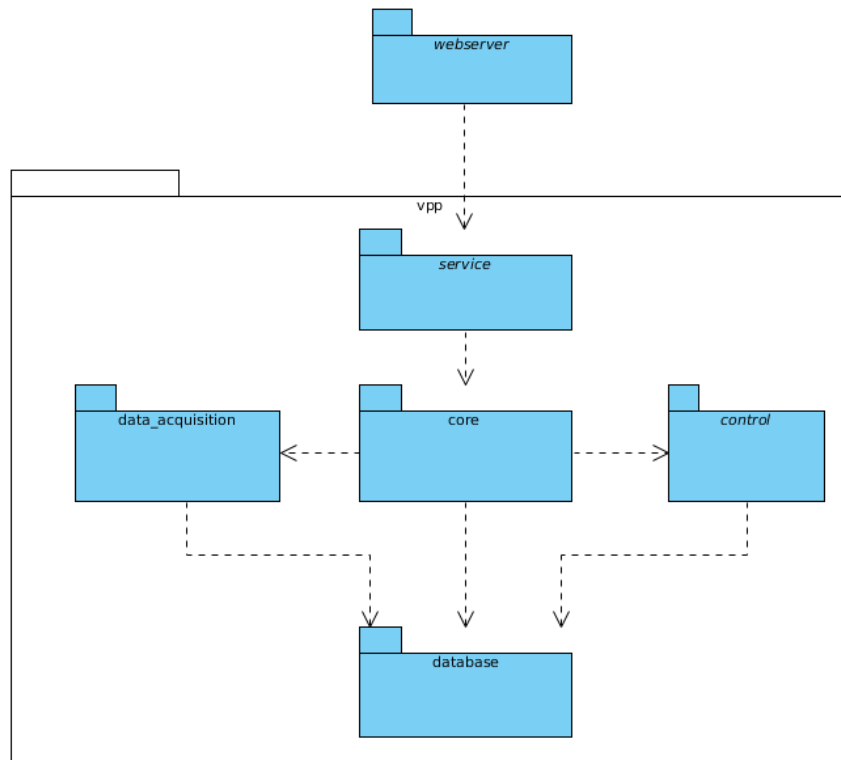 webserver
vpp
service
data_acquisition
core
control
database